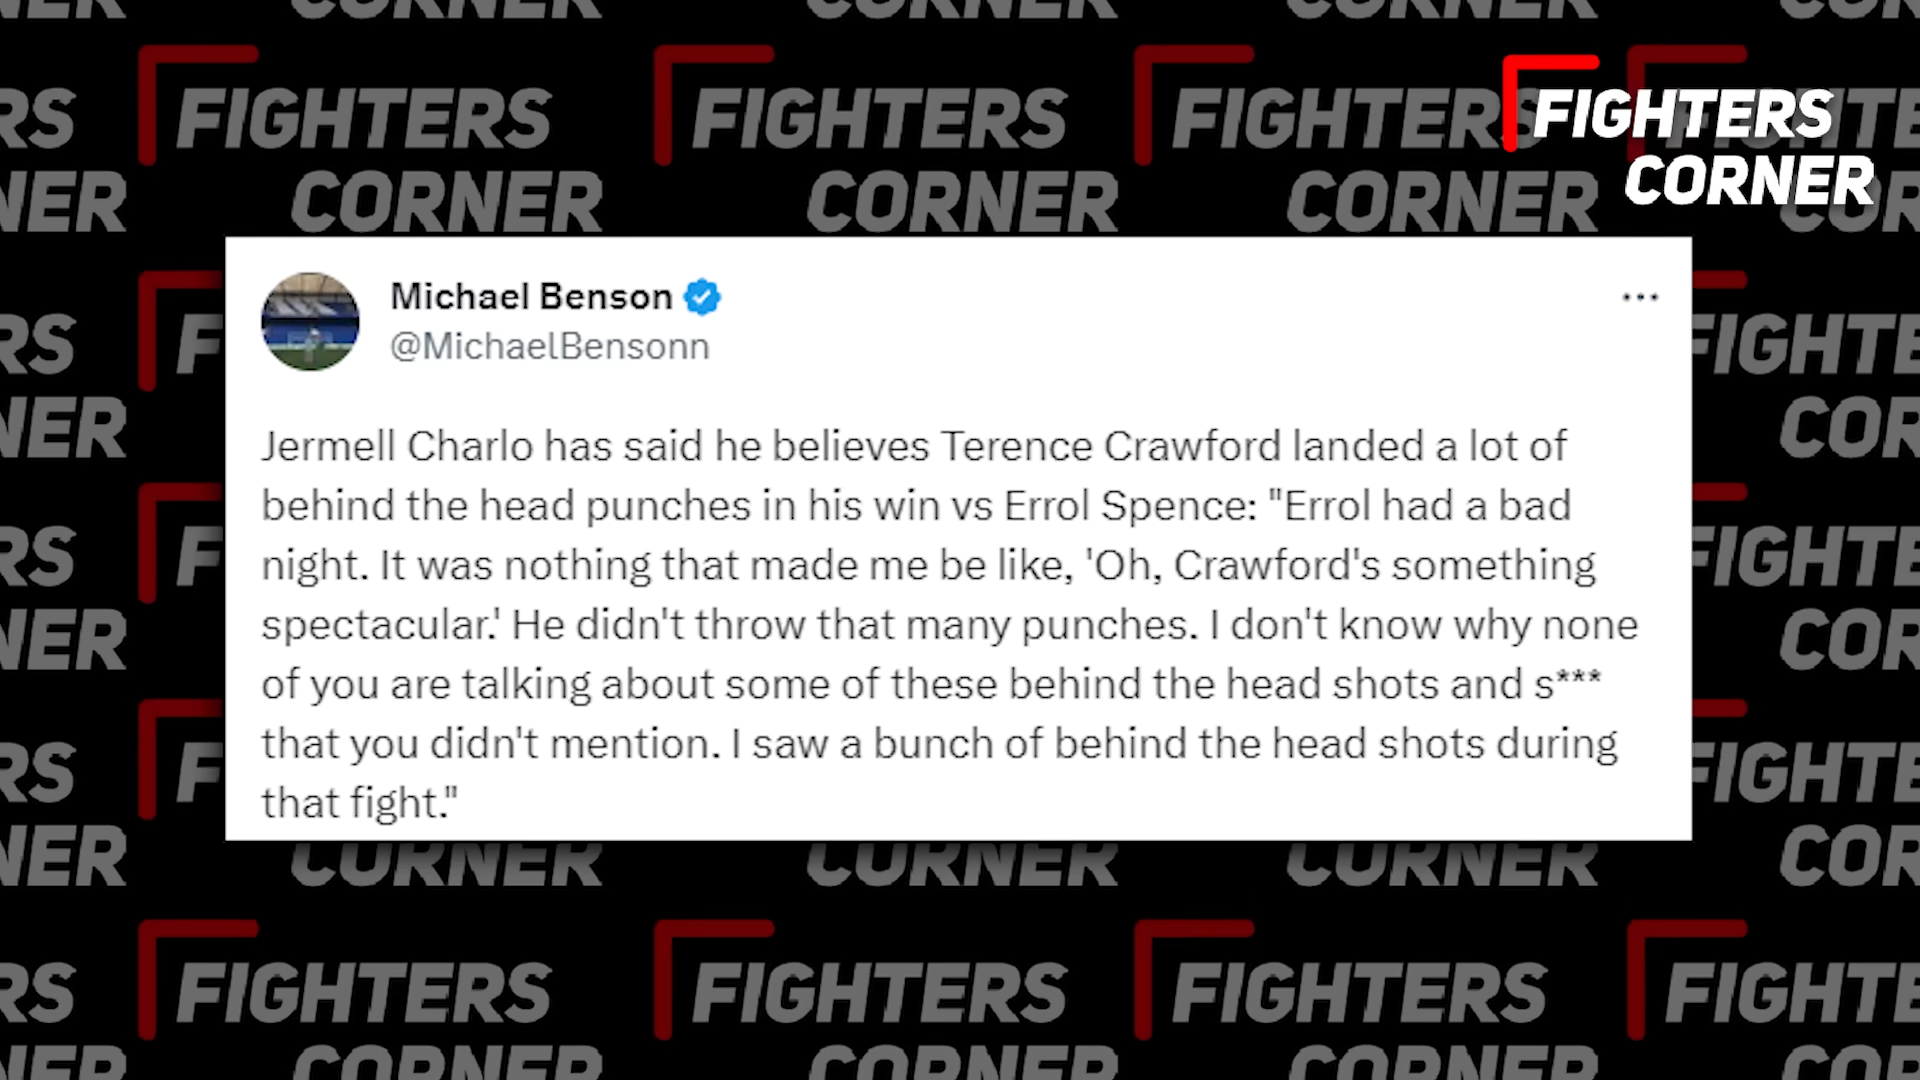 FIGHTERS
CORNER
Michael Benson
@MichaelBensonn
Jermell Charlo has said he believes Terence Crawford landed a lot of
behind the head punches in his win vs Errol Spence: "Errol had a bad
night. It was nothing that made me be like, 'Oh, Crawford's something
spectacular.' He didn't throw that many punches. I don't know why none
of you are talking about some of these behind the head shots and s***
that you didn't mention. I saw a bunch of behind the head shots during
that fight."